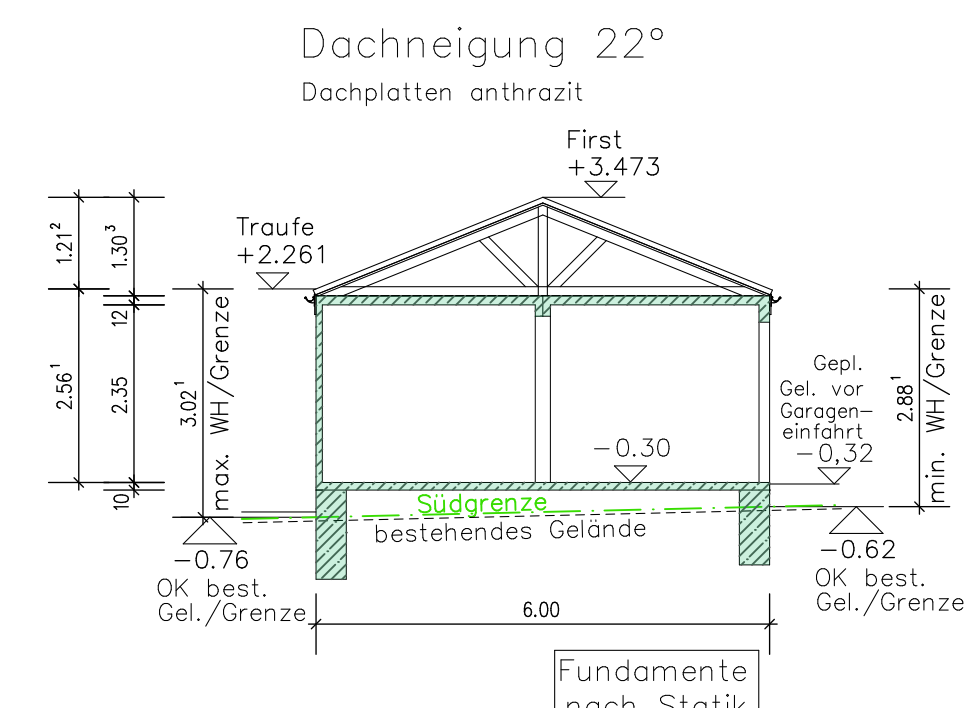 Dachneigung 22°
Dachplatten anthrazit
First
+3.473
Traufe
+2.261
1.21²
1.30³
12
2.56¹
2.35
10
3.02¹
max. WH/Grenze
Gepl.
Gel. vor
Garagen–
einfahrt
–0,32
2.88¹
min. WH/Grenze
–0.30
Südgrenze
bestehendes Gelände
–0.76
OK best.
Gel./Grenze
–0.62
OK best.
Gel./Grenze
6.00
Fundamente
nach Statik